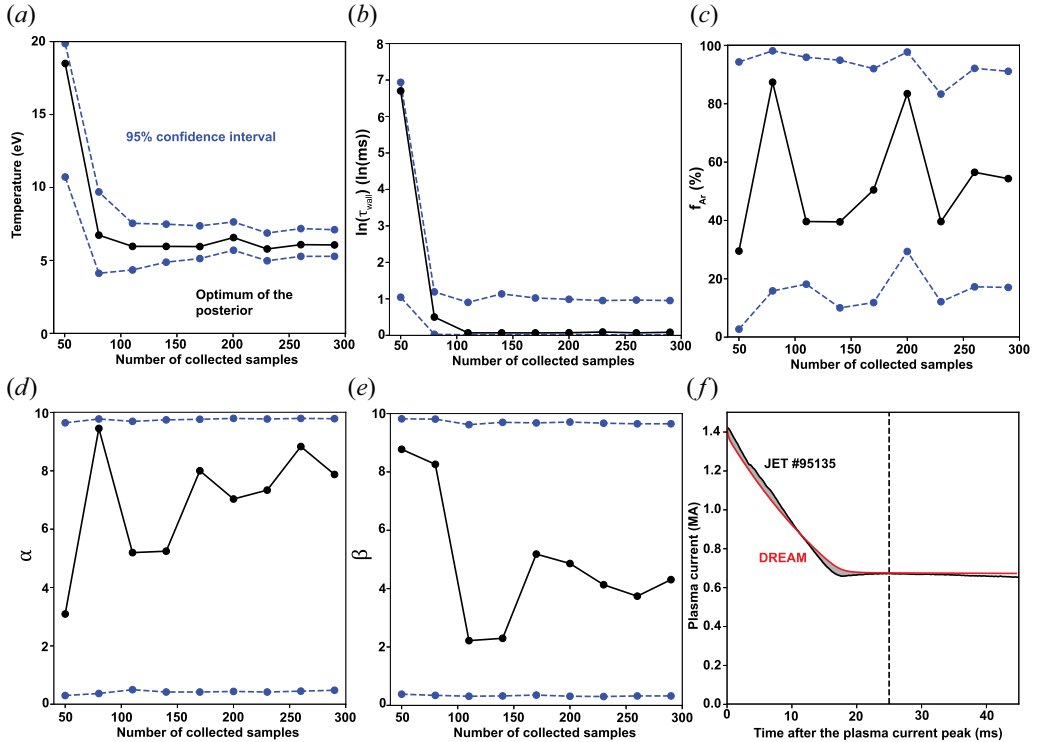 (a)
20
15
10
5
0
Temperature (eV)
95% confidence interval
Optimum of the
posterior
50 100 150 200 250 300
Number of collected samples
(b)
8
7
6
5
4
3
2
1
0
ln(τwall) (ln(ms))
50 100 150 200 250 300
Number of collected samples
(c)
100
80
60
40
20
0
fAr (%)
50 100 150 200 250 300
Number of collected samples
(d)
10
8
6
4
2
0
α
50 100 150 200 250 300
Number of collected samples
(e)
10
8
6
4
2
0
β
50 100 150 200 250 300
Number of collected samples
(f)
1.4
1.2
1.0
0.8
0.6
0.4
0.2
0.0
Plasma current (MA)
JET #95135
DREAM
0 10 20 30 40
Time after the plasma current peak (ms)